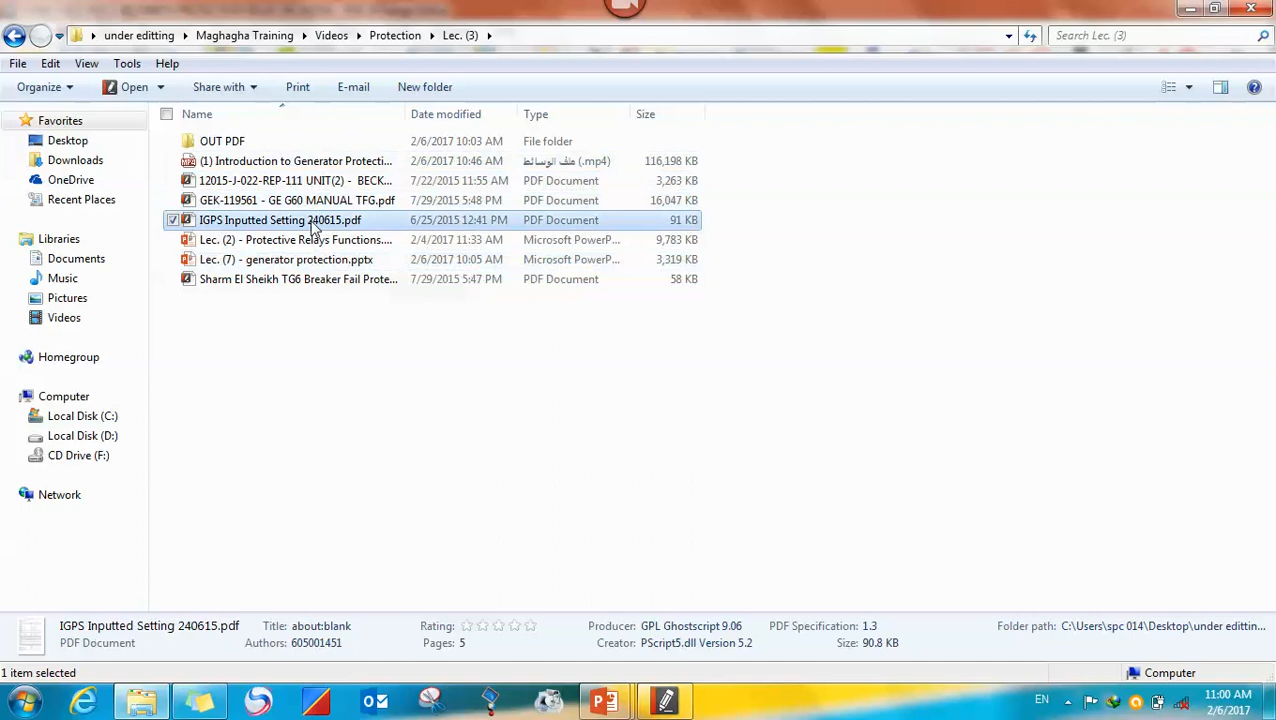 under editting Maghagha Training Videos Protection Lec. (3) Search Lec. (3)
File Edit View Tools Help
Organize Open Share with Print E-mail New folder
Favorites
Desktop
Downloads
OneDrive
Recent Places
Libraries
Documents
Music
Pictures
Videos
Homegroup
Computer
Local Disk (C:)
Local Disk (D:)
CD Drive (F:)
Network
Name Date modified Type Size
OUT PDF 2/6/2017 10:03 AM File folder
(1) Introduction to Generator Protecti... 2/6/2017 10:46 AM ملف الوسائط (.mp4) 116,198 KB
12015-J-022-REP-111 UNIT(2) - BECK... 7/22/2015 11:55 AM PDF Document 3,263 KB
GEK-119561 - GE G60 MANUAL TFG.pdf 7/29/2015 5:48 PM PDF Document 16,047 KB
IGPS Inputted Setting 240615.pdf 6/25/2015 12:41 PM PDF Document 91 KB
Lec. (2) - Protective Relays Functions.... 2/4/2017 11:33 AM Microsoft PowerP... 9,783 KB
Lec. (7) - generator protection.pptx 2/6/2017 10:05 AM Microsoft PowerP... 3,319 KB
Sharm El Sheikh TG6 Breaker Fail Prote... 7/29/2015 5:47 PM PDF Document 58 KB
IGPS Inputted Setting 240615.pdf Title: about:blank Rating: Producer: GPL Ghostscript 9.06 PDF Specification: 1.3 Folder path: C:\Users\spc 014\Desktop\under edittin...
PDF Document Authors: 605001451 Pages: 5 Creator: PScript5.dll Version 5.2 Size: 90.8 KB
1 item selected Computer
EN 11:00 AM
2/6/2017